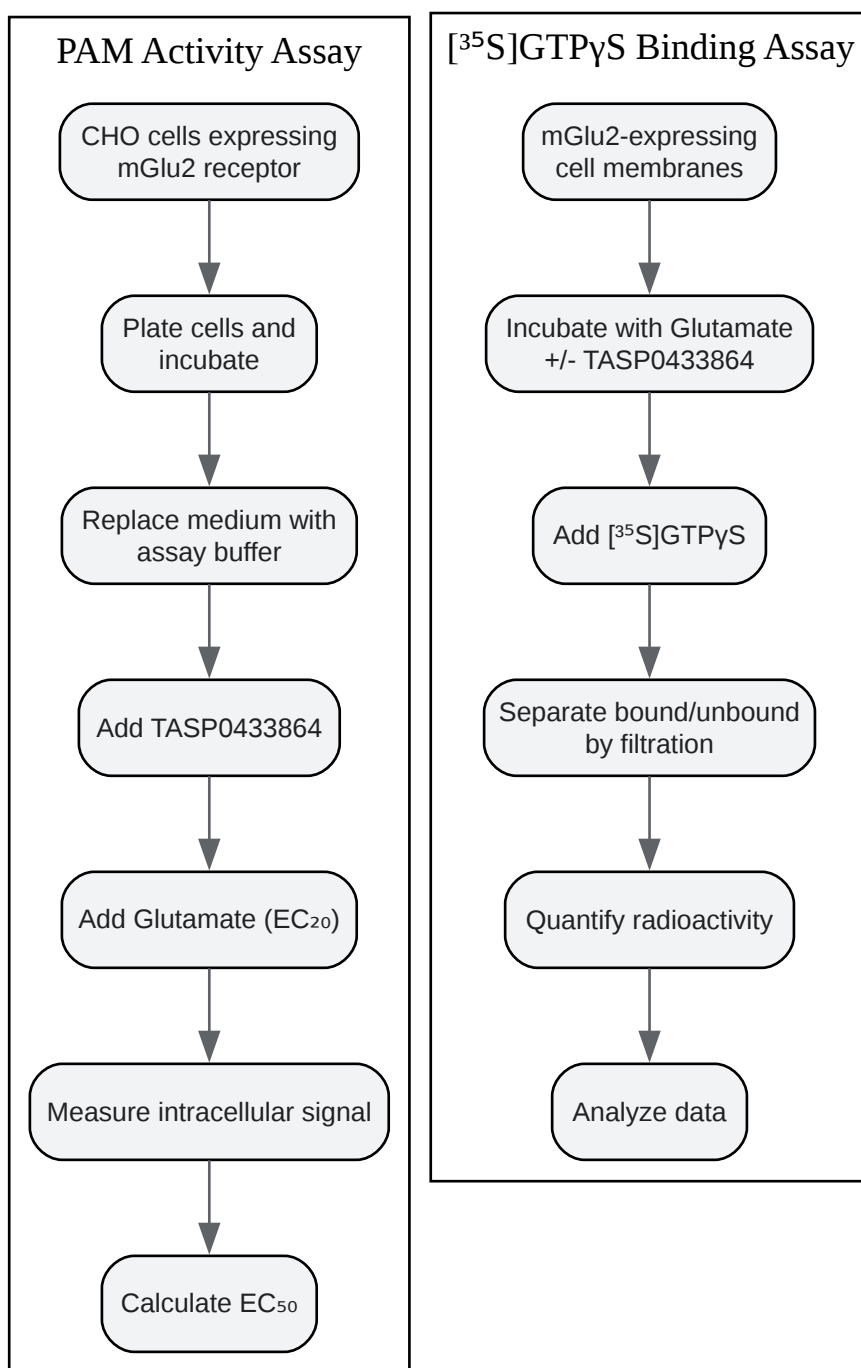 PAM Activity Assay
CHO cells expressing
mGlu2 receptor
Plate cells and
incubate
Replace medium with
assay buffer
Add TASP0433864
Add Glutamate (EC₂₀)
Measure intracellular signal
Calculate EC₅₀
[³⁵S]GTPγS Binding Assay
mGlu2-expressing
cell membranes
Incubate with Glutamate
+/- TASP0433864
Add [³⁵S]GTPγS
Separate bound/unbound
by filtration
Quantify radioactivity
Analyze data